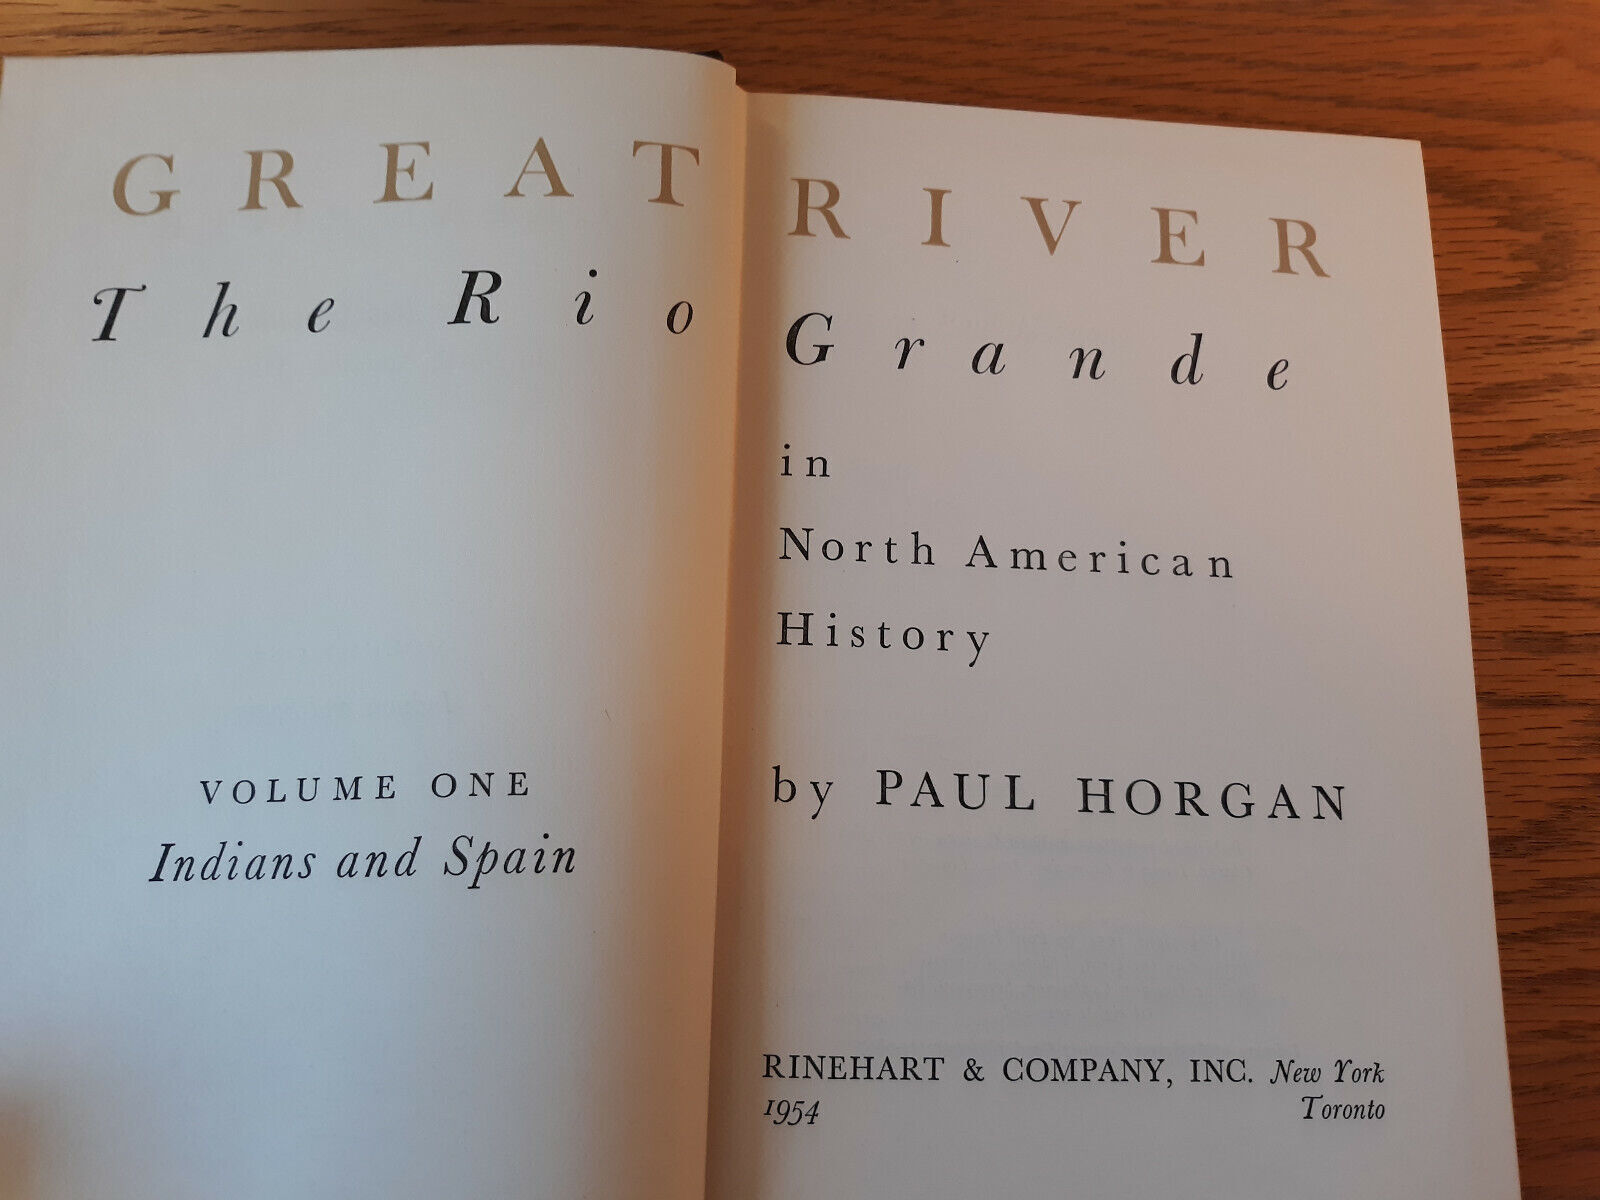 GREAT RIVER
The Rio Grande
in
North American
History
VOLUME ONE
Indians and Spain
by PAUL HORGAN
RINEHART & COMPANY, INC. New York
1954 Toronto